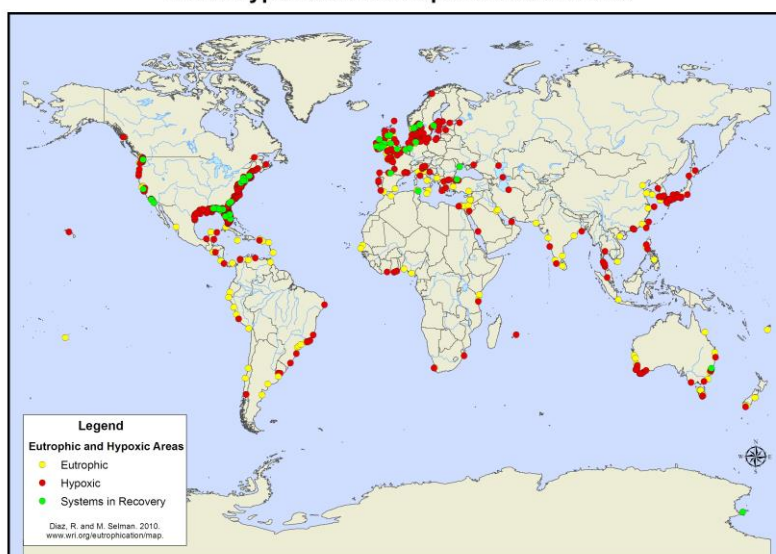 Legend
Eutrophic and Hypoxic Areas
Eutrophic
Hypoxic
Systems in Recovery
Diaz, R. and M. Selman. 2010.
www.wri.org/eutrophication/map.
N
W
E
S